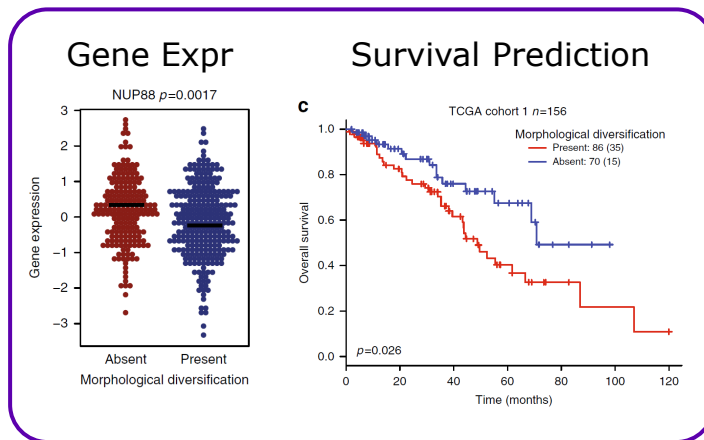 Gene Expr
NUP88 p=0.0017
3
2
1
0
−1
−2
−3
Gene expression
Absent
Present
Morphological diversification
Survival Prediction
c
TCGA cohort 1 n=156
Morphological diversification
Present: 86 (35)
Absent: 70 (15)
1.0
0.8
0.6
0.4
0.2
0.0
Overall survival
p=0.026
0
20
40
60
80
100
120
Time (months)